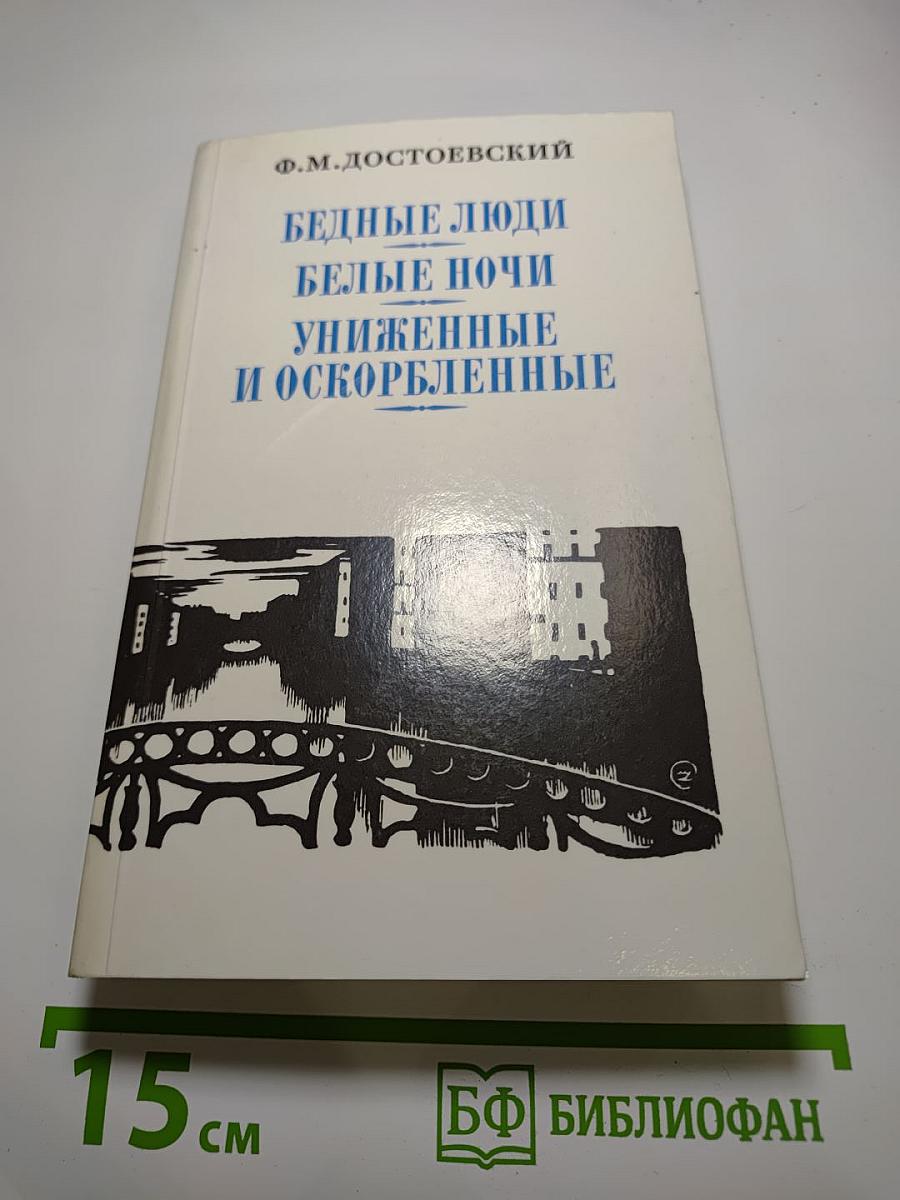 Ф.М.ДОСТОЕВСКИЙ
БЕДНЫЕ ЛЮДИ
БЕЛЫЕ НОЧИ
УНИЖЕННЫЕ
И ОСКОРБЛЕННЫЕ
15 см
БФ БИБЛИОФАН